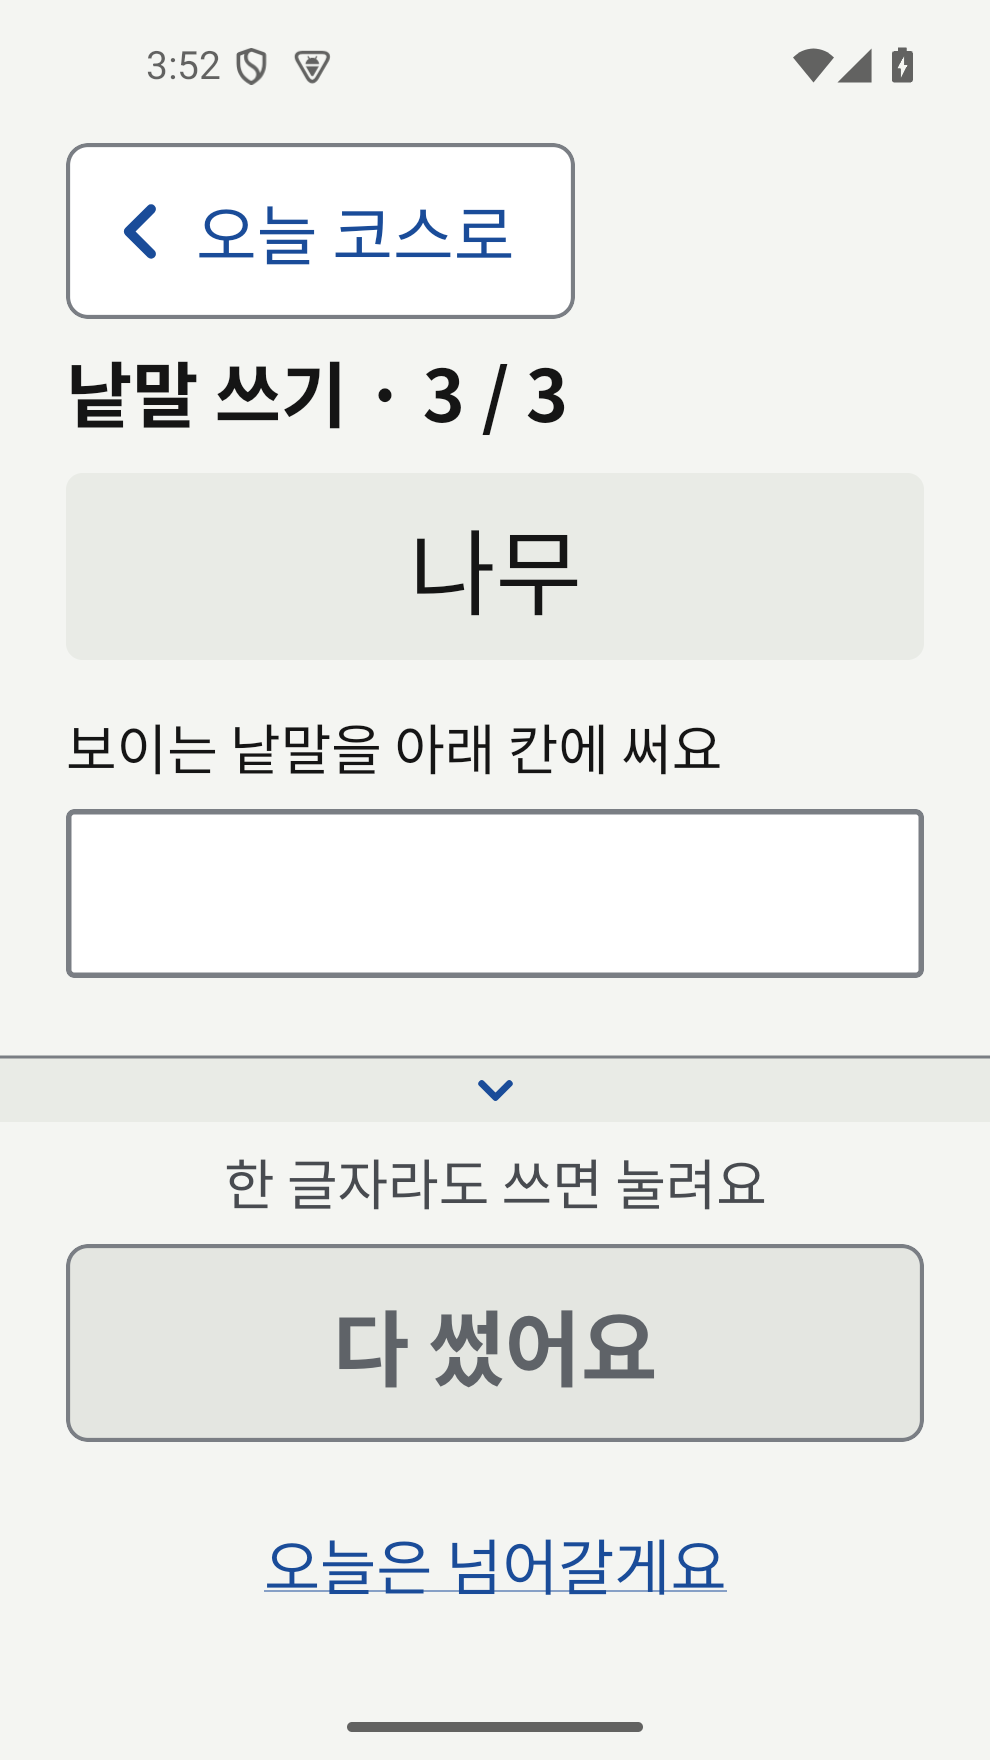 3:52
오늘 코스로
낱말 쓰기 · 3 / 3
나무
보이는 낱말을 아래 칸에 써요
한 글자라도 쓰면 눌려요
다 썼어요
오늘은 넘어갈게요